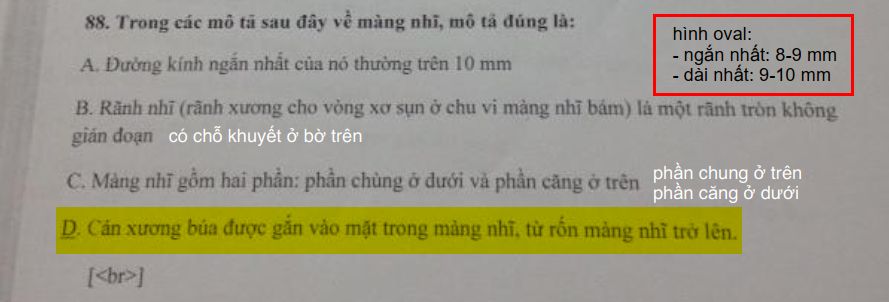 88. Trong các mô tả sau đây về màng nhĩ, mô tả đúng là:
hình oval:
- ngắn nhất: 8-9 mm
- dài nhất: 9-10 mm
A. Đường kính ngắn nhất của nó thường trên 10 mm
B. Rãnh nhĩ (rãnh xương cho vòng xơ sụn ở chu vi màng nhĩ bám) là một rãnh tròn không
gián đoạn có chỗ khuyết ở bờ trên
C. Màng nhĩ gồm hai phần: phần chùng ở dưới và phần căng ở trên
phần chung ở trên
phần căng ở dưới
D. Cán xương búa được gắn vào mặt trong màng nhĩ, từ rốn màng nhĩ trở lên.
[<br>]